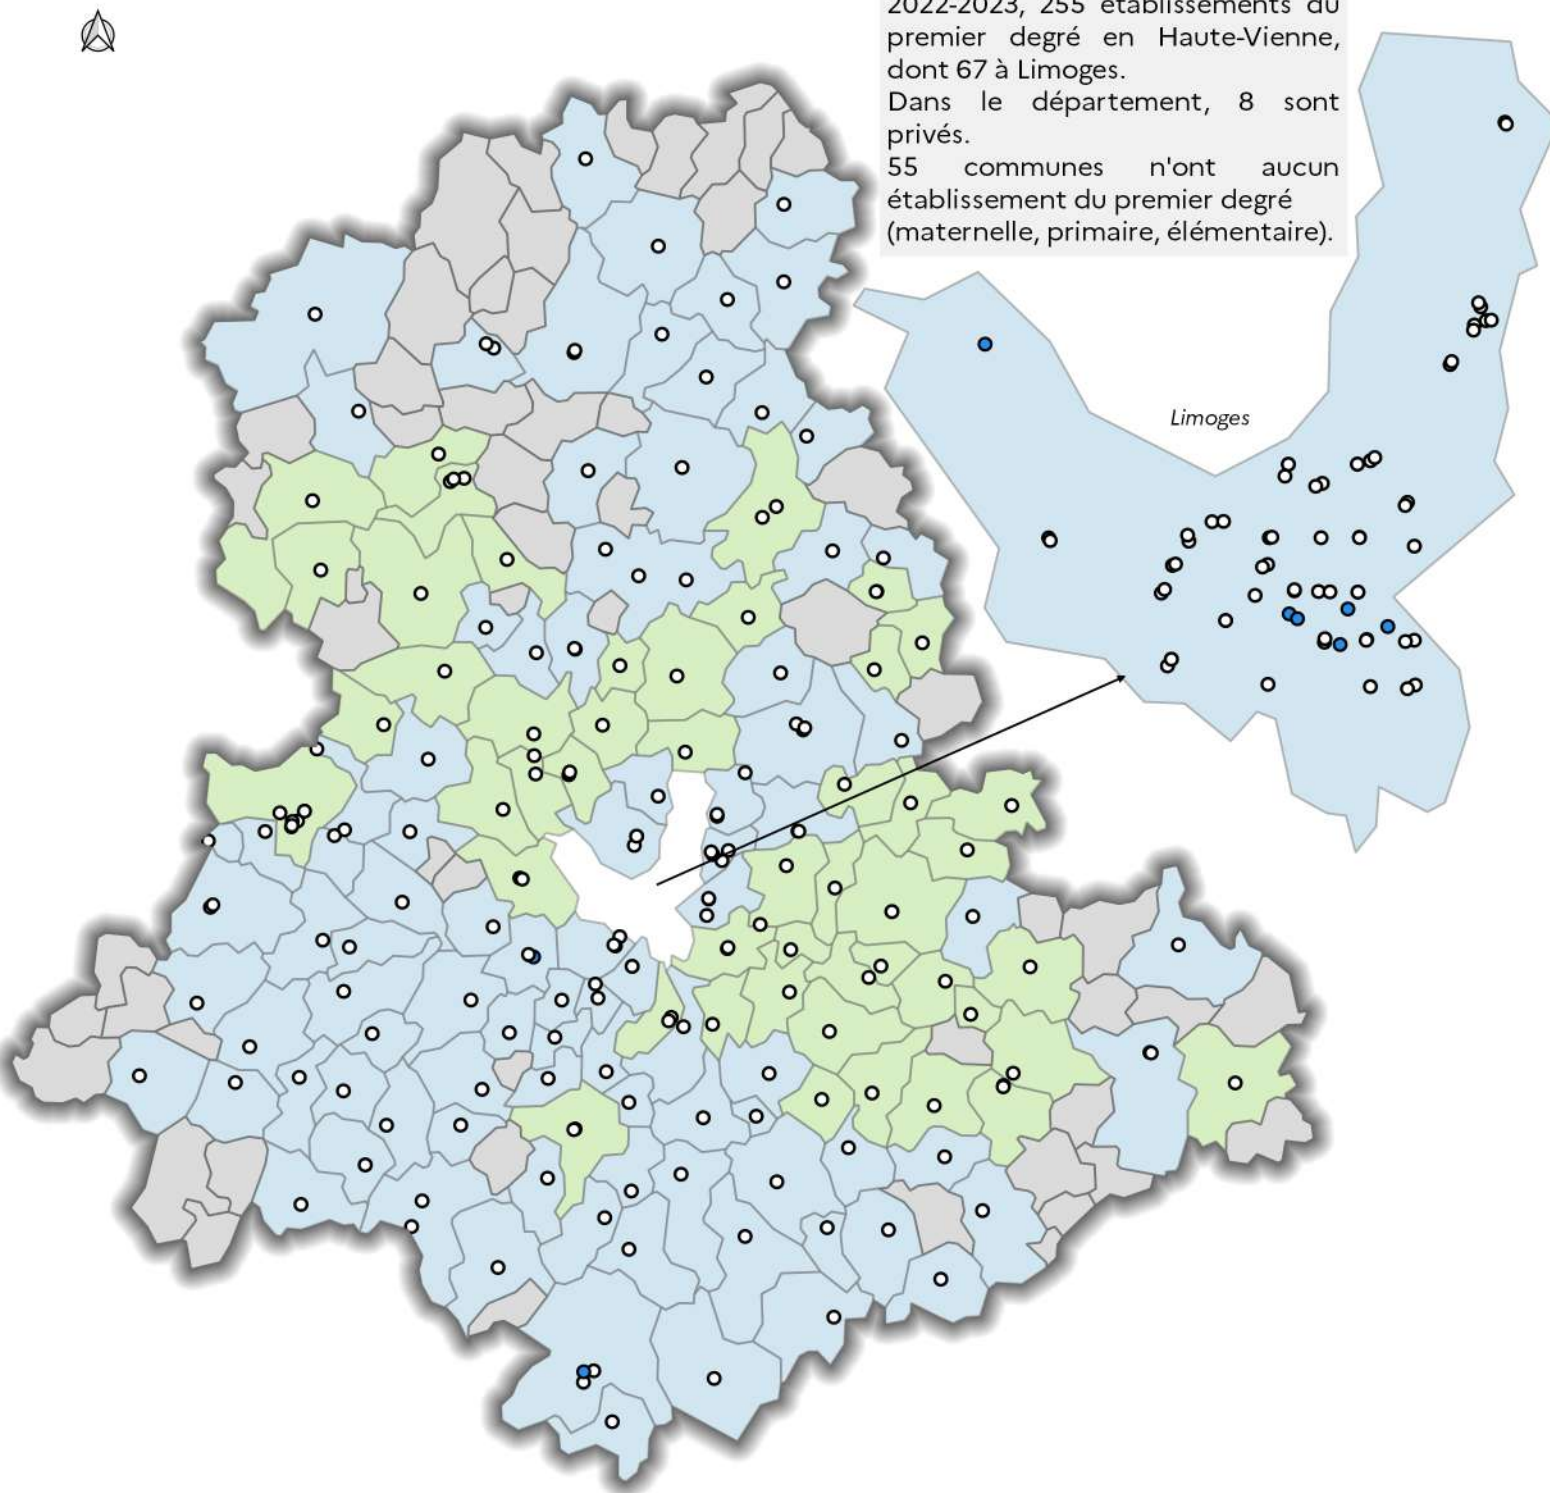 2022-2023, 255 établissements du
premier degré en Haute-Vienne,
dont 67 à Limoges.
Dans le département, 8 sont
privés.
55 communes n'ont aucun
établissement du premier degré
(maternelle, primaire, élémentaire).
Limoges